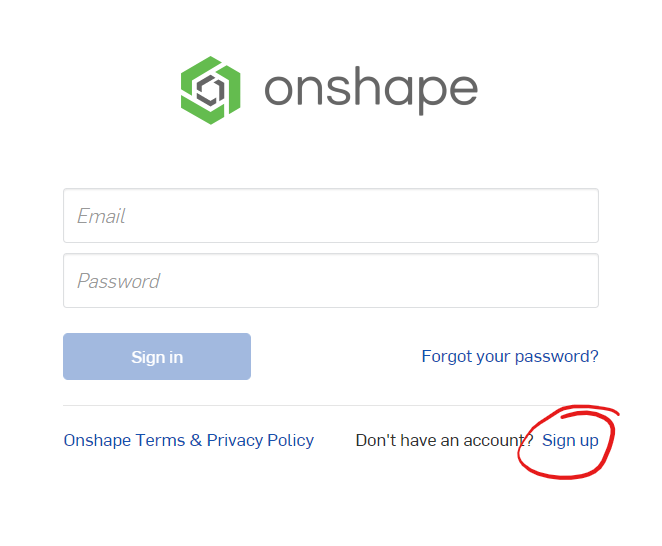 onshape
Email
Password
Sign in
Forgot your password?
Onshape Terms & Privacy Policy
Don't have an account? Sign up